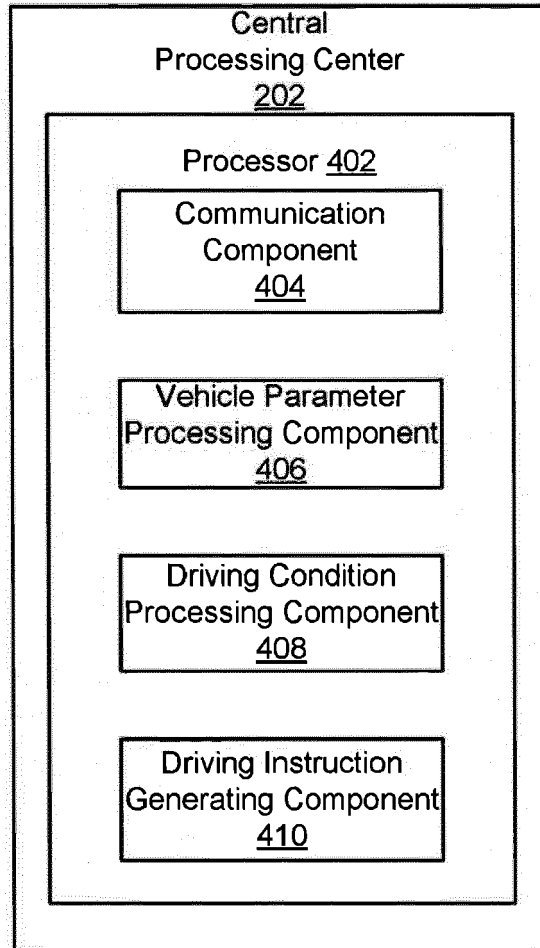 Central
Processing Center
202
Processor 402
Communication
Component
404
Vehicle Parameter
Processing Component
406
Driving Condition
Processing Component
408
Driving Instruction
Generating Component
410